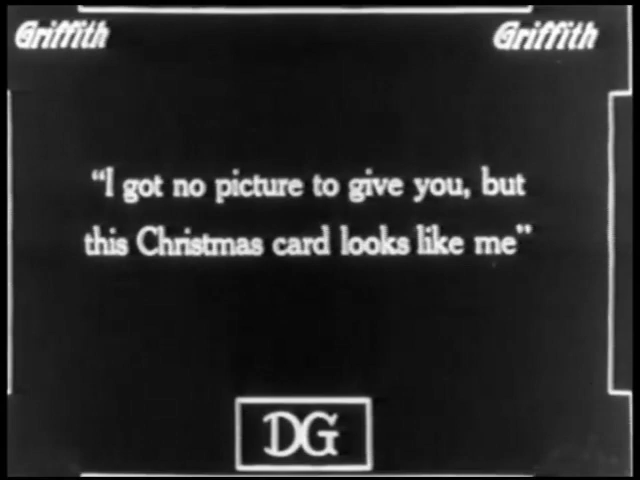 Griffith Griffith
“I got no picture to give you, but
this Christmas card looks like me”
DG